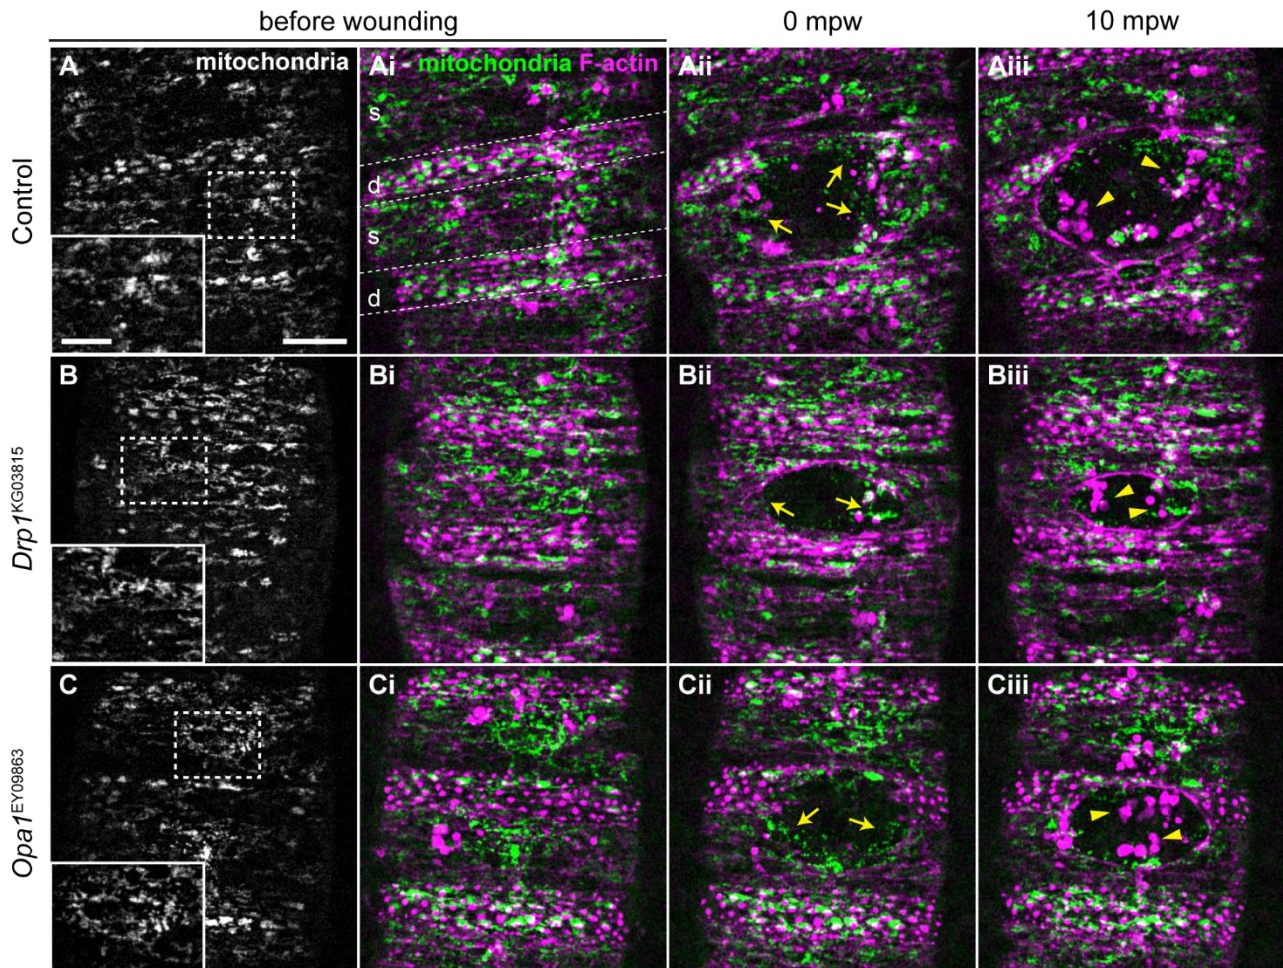 before wounding 0 mpw 10 mpw
A mitochondria Ai mitochondria F-actin Aii Aiii
s
d
s
d
Control
B Bi Bii Biii
Drp1KG03815
C Ci Cii Ciii
Opa1EY09863